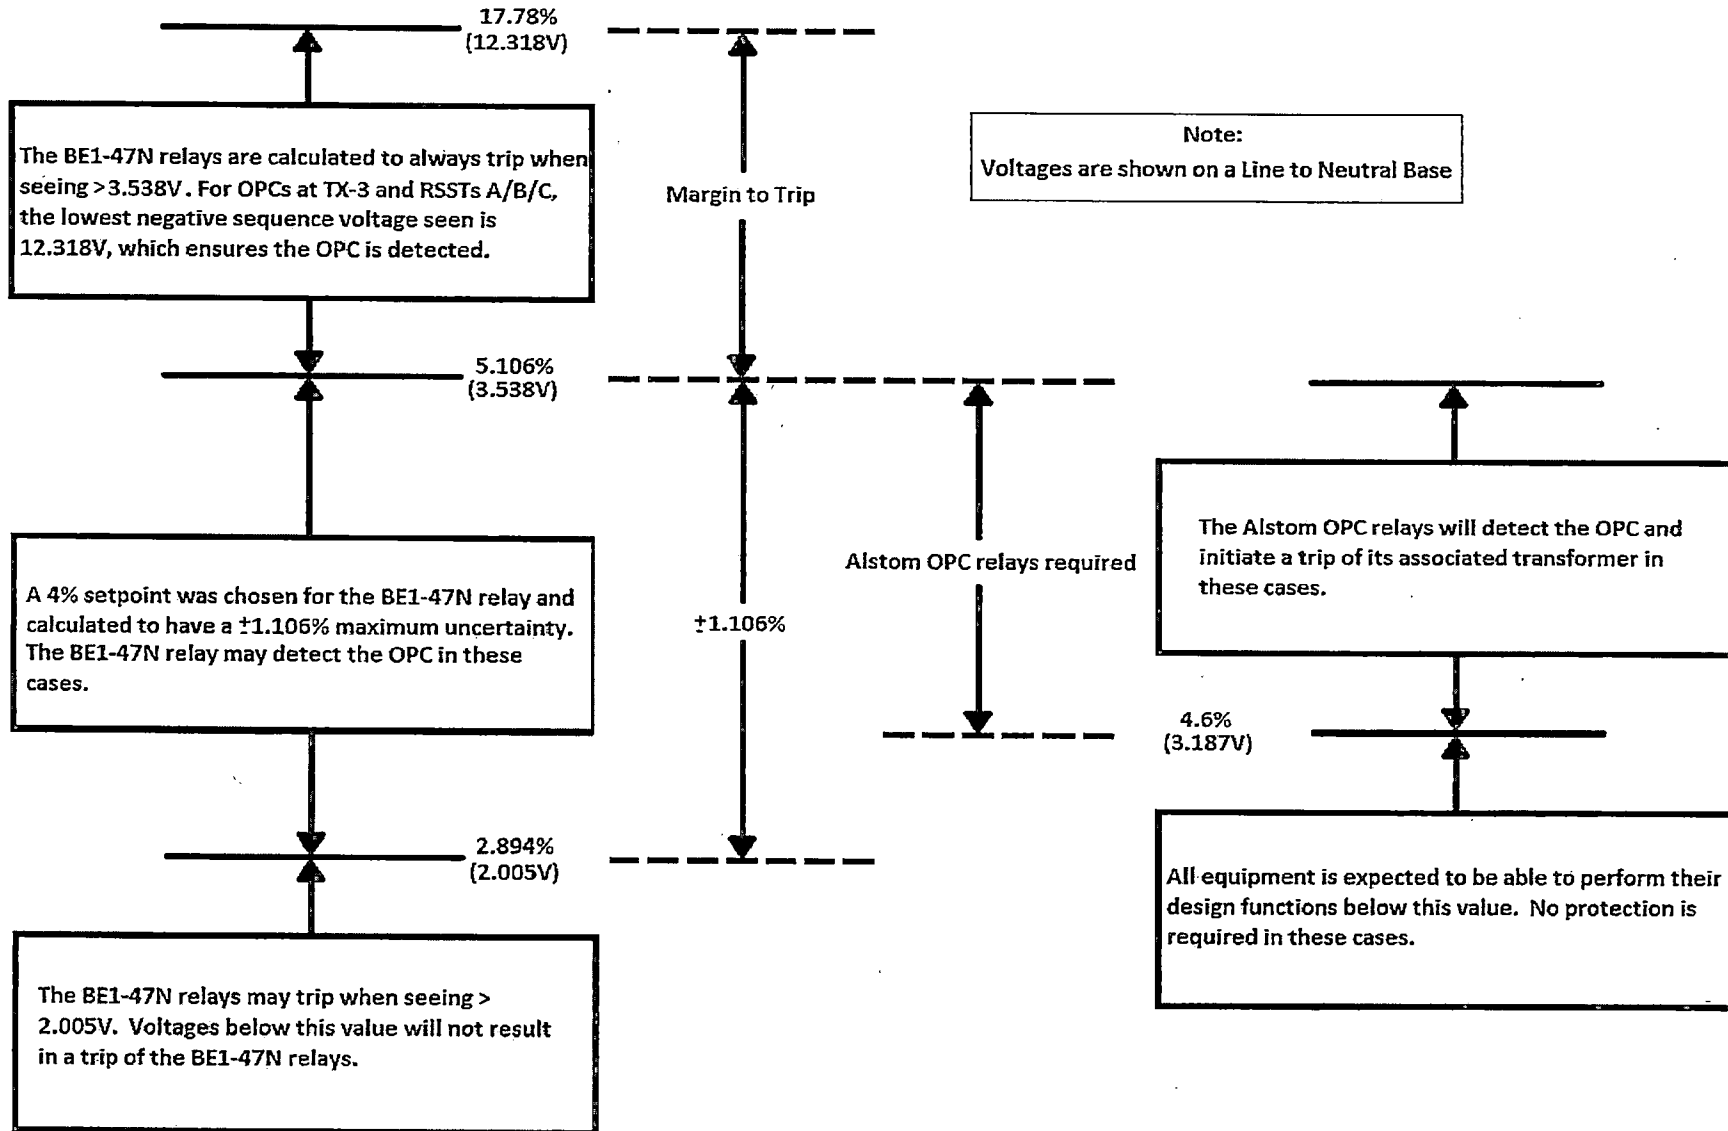 17.78%
(12.318V)
The BE1-47N relays are calculated to always trip when
seeing >3.538V. For OPCs at TX-3 and RSSTs A/B/C,
the lowest negative sequence voltage seen is
12.318V, which ensures the OPC is detected.
Margin to Trip
Note:
Voltages are shown on a Line to Neutral Base
5.106%
(3.538V)
A 4% setpoint was chosen for the BE1-47N relay and
calculated to have a ±1.106% maximum uncertainty.
The BE1-47N relay may detect the OPC in these
cases.
±1.106%
Alstom OPC relays required
The Alstom OPC relays will detect the OPC and
initiate a trip of its associated transformer in
these cases.
4.6%
(3.187V)
2.894%
(2.005V)
All equipment is expected to be able to perform their
design functions below this value. No protection is
required in these cases.
The BE1-47N relays may trip when seeing >
2.005V. Voltages below this value will not result
in a trip of the BE1-47N relays.